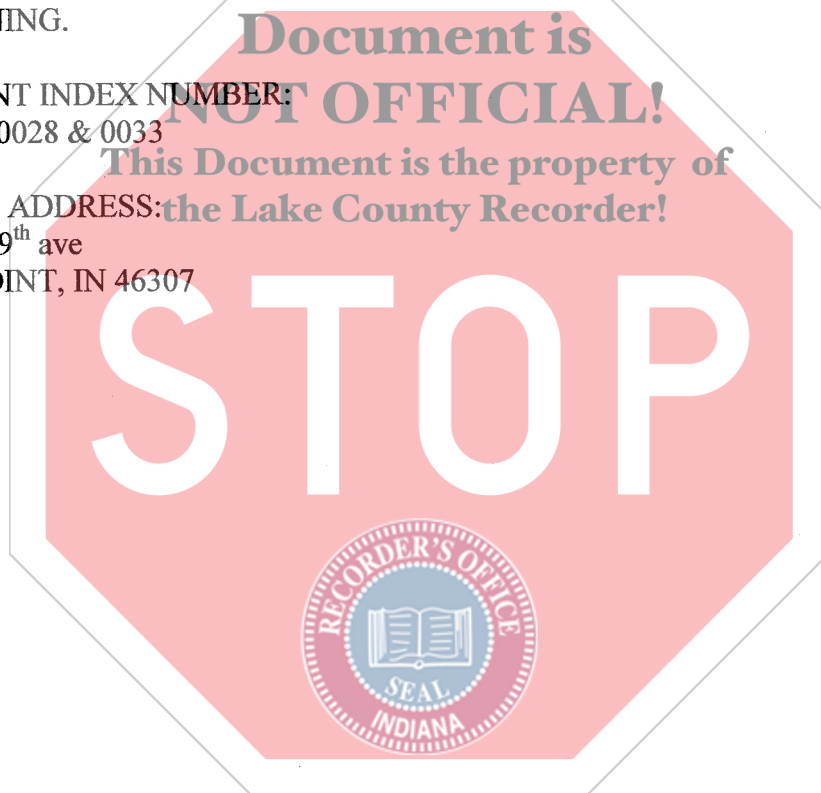 NING.
Document is
NT INDEX NUMBER:
NOT OFFICIAL!
0028 & 0033
This Document is the property of
ADDRESS:
the Lake County Recorder!
9th ave
OINT, IN 46307
STOP
RECORDER'S OFFICE
SEAL
INDIANA